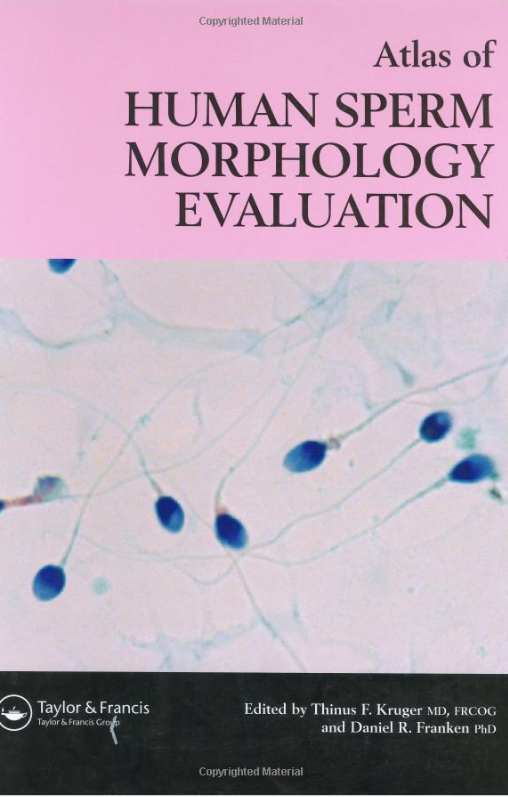 Copyrighted Material
Atlas of
HUMAN SPERM
MORPHOLOGY
EVALUATION
Taylor & Francis
Taylor & Francis Group
Edited by Thinus F. Kruger MD, FRCOG
and Daniel R. Franken PhD
Copyrighted Material